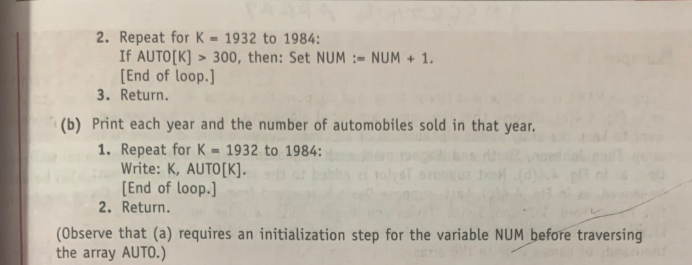 2. Repeat for K = 1932 to 1984:
If AUTO[K] > 300, then: Set NUM := NUM + 1.
[End of loop.]
3. Return.
(b) Print each year and the number of automobiles sold in that year.
1. Repeat for K = 1932 to 1984:
Write: K, AUTO[K].
[End of loop.]
2. Return.
(Observe that (a) requires an initialization step for the variable NUM before traversing
the array AUTO.)